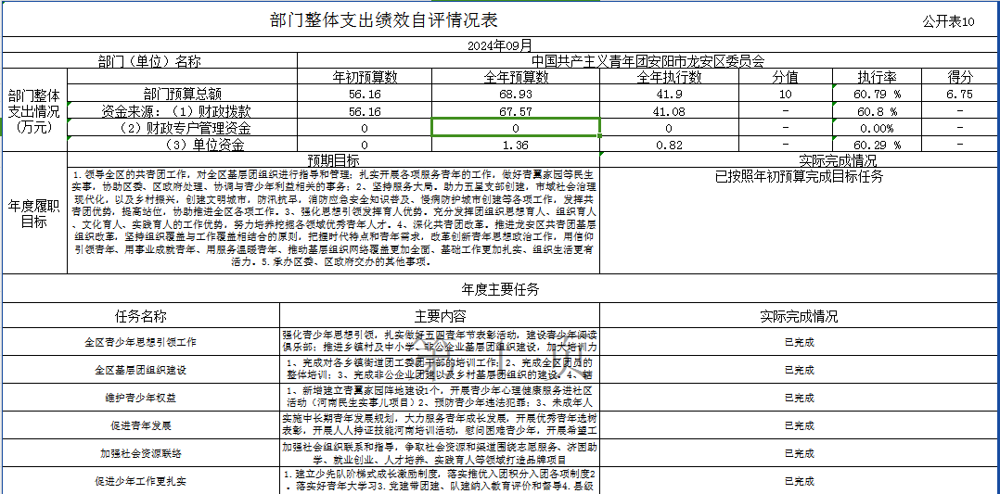 部门整体支出绩效自评情况表
公开表10
2024年09月
部门（单位）名称 中国共产主义青年团安阳市龙安区委员会
部门整体支出情况（万元） 年初预算数 全年预算数 全年执行数 分值 执行率 得分
部门预算总额 56.16 68.93 41.9 10 60.79 % 6.75
资金来源：（1）财政拨款 56.16 67.57 41.08 － 60.8 % －
（2）财政专户管理资金 0 0 0 － 0.00% －
（3）单位资金 0 1.36 0.82 － 60.29 % －
年度履职目标 预期目标 实际完成情况
1.领导全区的共青团工作，对全区基层团组织进行指导和管理；扎实开展各项服务青年的工作，做好青翼家园等民生
实事，协助区委、区政府处理、协调与青少年利益相关的事务；2、坚持服务大局。助力五星支部创建，市域社会治理
现代化，以及乡村振兴，创建文明城市，防汛抗旱，消防应急安全知识普及、慢病防护城市创建等各项工作，发挥共
青团优势，提高站位，协助推进全区各项工作。3、强化思想引领发挥育人优势。充分发挥团组织思想育人、组织育人
、文化育人、实践育人的工作优势，努力培养挖掘各领域优秀青年人才。4、深化共青团改革。推进龙安区共青团基层
组织改革，坚持组织覆盖与工作覆盖相结合的原则，把握时代特点和青年需求，改革创新青年思想政治工作，用信仰
引领青年、用事业成就青年、用服务温暖青年、推动基层组织网络覆盖更加全面、基础工作更加扎实、组织生活更有
活力。5.承办区委、区政府交办的其他事项。
已按照年初预算完成目标任务
年度主要任务
任务名称 主要内容 实际完成情况
全区青少年思想引领工作
强化青少年思想引领，扎实做好五四青年节表彰活动，建设青少年阅读
俱乐部；推进乡镇村及中小学、非公企业基层团组织建设，加大培训力
已完成
全区基层团组织建设
1、完成对各乡镇街道团工委团干部的培训工作；2、完成全区团员的
整体培训；3、完成非公企业团建以及乡村基层团组织的建设。4、辖
已完成
维护青少年权益
1、新增建立青翼家园阵地建设1个，开展青少年心理健康服务进社区
活动（河南民生实事儿项目）2、预防青少年违法犯罪；3、未成年人
已完成
促进青年发展
实施中长期青年发展规划，大力服务青年成长发展，开展优秀青年选树
表彰，开展人人持证技能河南培训活动，慰问困难青少年，开展希望工
已完成
加强社会资源联络
加强社会组织联系和指导，争取社会资源和渠道围绕志愿服务、济困助
学、就业创业、人才培养、实践育人等领域打造品牌项目
已完成
促进少年工作更扎实
1.建立少先队阶梯式成长激励制度，落实推优入团积分入团各项制度2
．落实好青年大学习3.党建带团建、队建纳入教育评价和督导4.县级
已完成
第 1 页